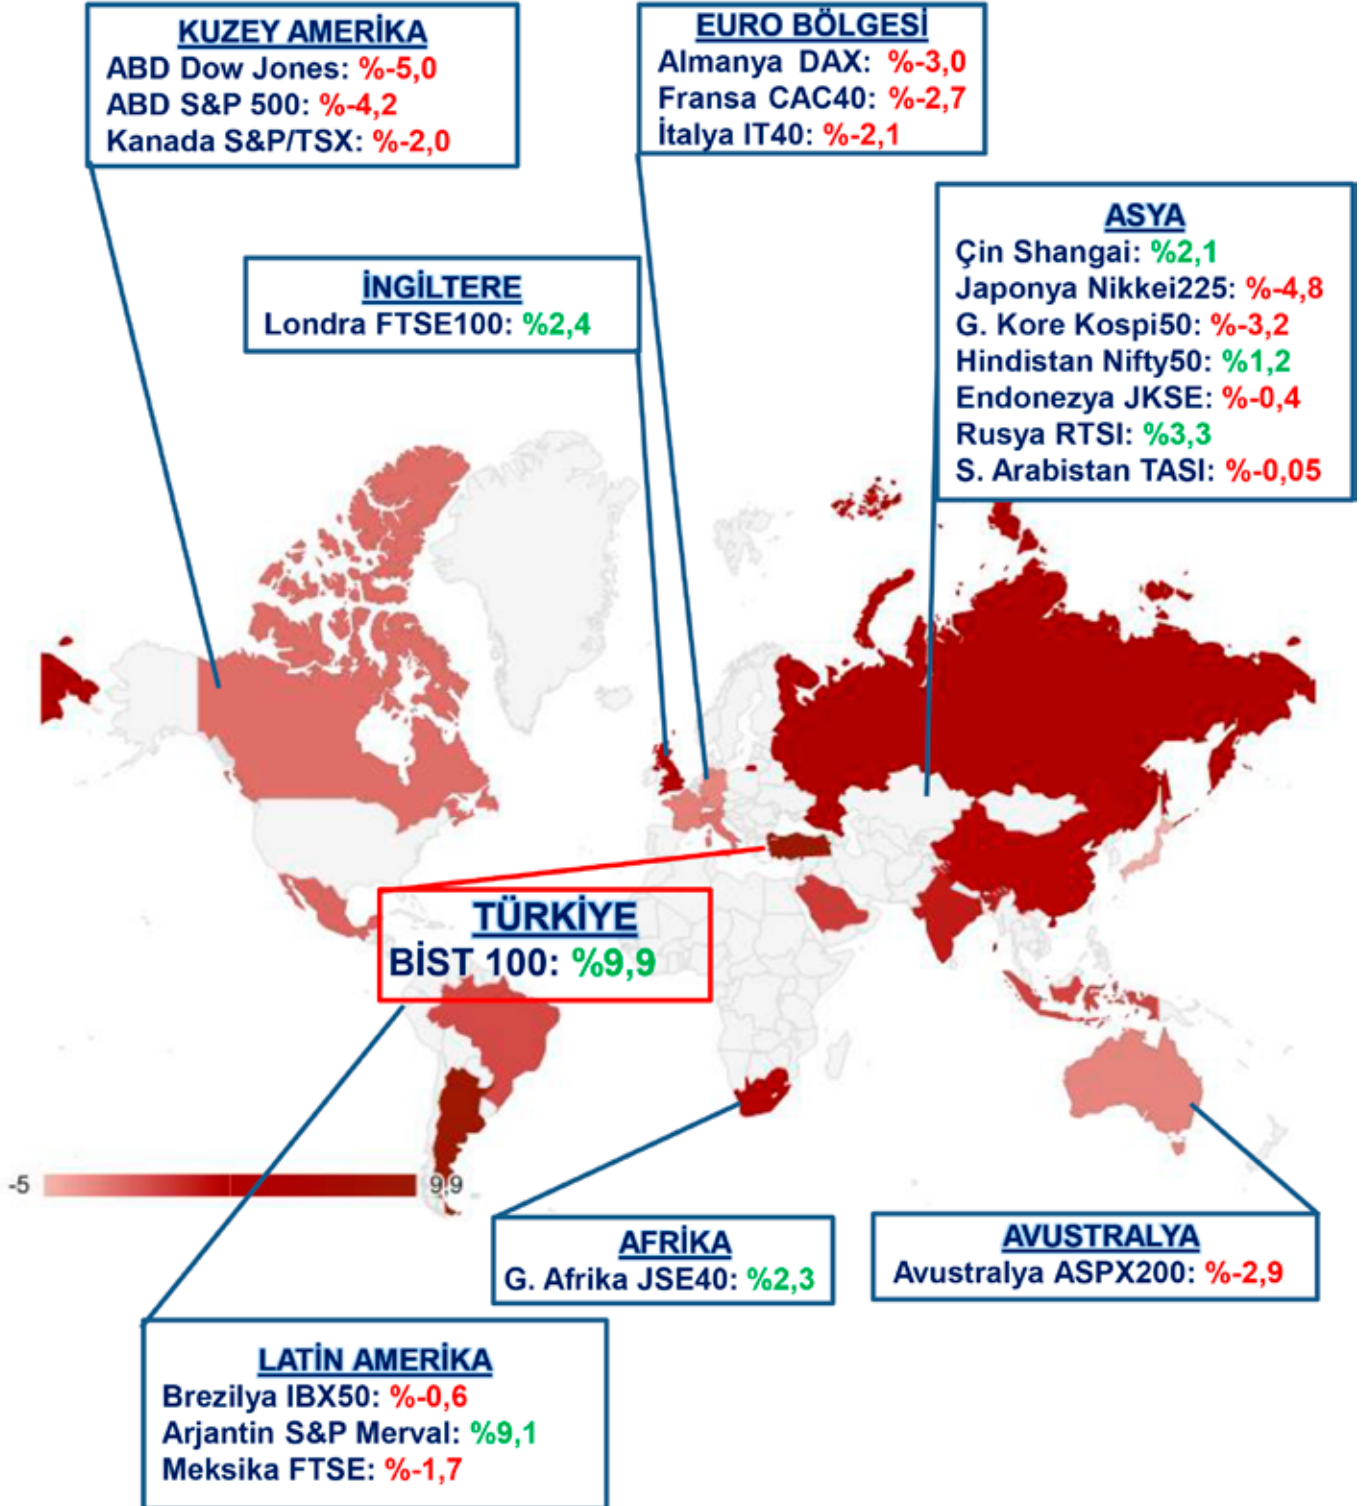 KUZEY AMERİKA
ABD Dow Jones: %-5,0
ABD S&P 500: %-4,2
Kanada S&P/TSX: %-2,0
EURO BÖLGESİ
Almanya DAX: %-3,0
Fransa CAC40: %-2,7
İtalya IT40: %-2,1
ASYA
Çin Shangai: %2,1
Japonya Nikkei225: %-4,8
G. Kore Kospi50: %-3,2
Hindistan Nifty50: %1,2
Endonezya JKSE: %-0,4
Rusya RTSI: %3,3
S. Arabistan TASI: %-0,05
İNGİLTERE
Londra FTSE100: %2,4
TÜRKİYE
BİST 100: %9,9
-5
9,9
AFRİKA
G. Afrika JSE40: %2,3
AVUSTRALYA
Avustralya ASPX200: %-2,9
LATİN AMERİKA
Brezilya IBX50: %-0,6
Arjantin S&P Merval: %9,1
Meksika FTSE: %-1,7